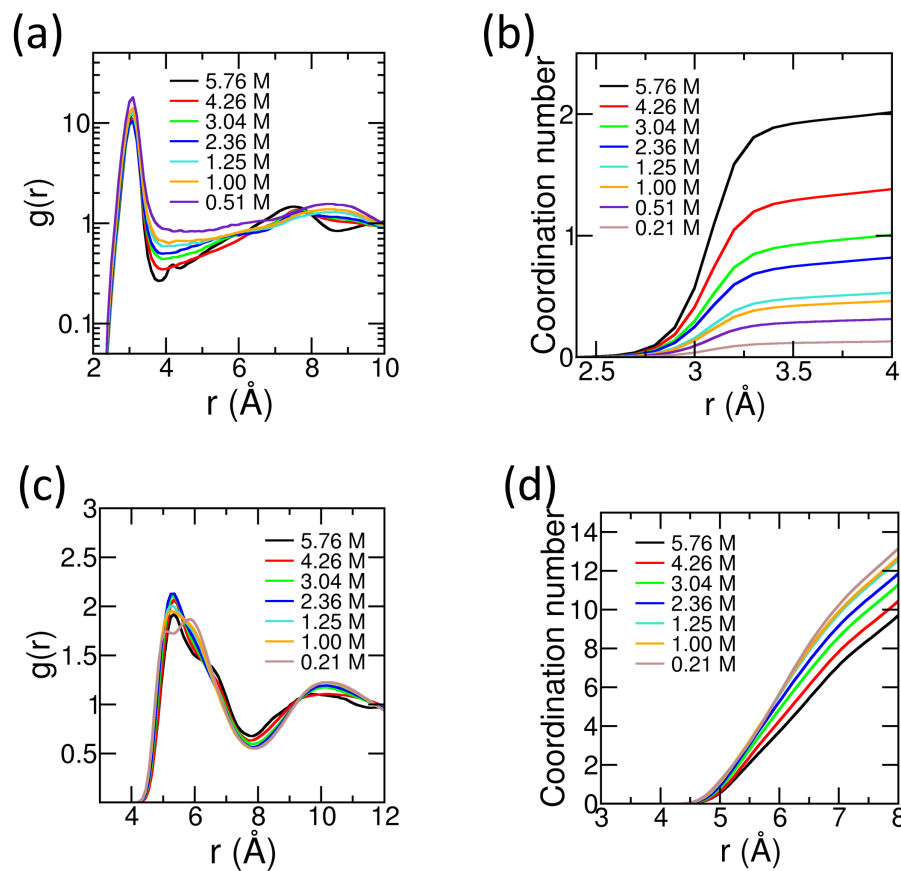 (a)
g(r)
10
1
0.1
5.76 M
4.26 M
3.04 M
2.36 M
1.25 M
1.00 M
0.51 M
2 4 6 8 10
r (Å)
(b)
Coordination number
2
1
0
5.76 M
4.26 M
3.04 M
2.36 M
1.25 M
1.00 M
0.51 M
0.21 M
2.5 3 3.5 4
r (Å)
(c)
g(r)
3
2.5
2
1.5
1
0.5
5.76 M
4.26 M
3.04 M
2.36 M
1.25 M
1.00 M
0.21 M
4 6 8 10 12
r (Å)
(d)
Coordination number
14
12
10
8
6
4
2
0
5.76 M
4.26 M
3.04 M
2.36 M
1.25 M
1.00 M
0.21 M
3 4 5 6 7 8
r (Å)